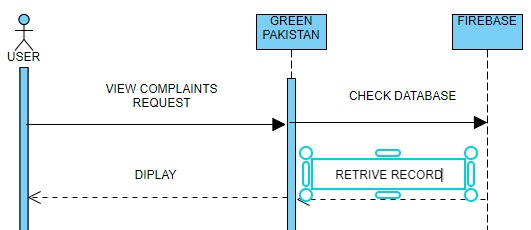 GREEN
PAKISTAN
FIREBASE
USER
VIEW COMPLAINTS
REQUEST
CHECK DATABASE
DIPLAY
RETRIVE RECORD